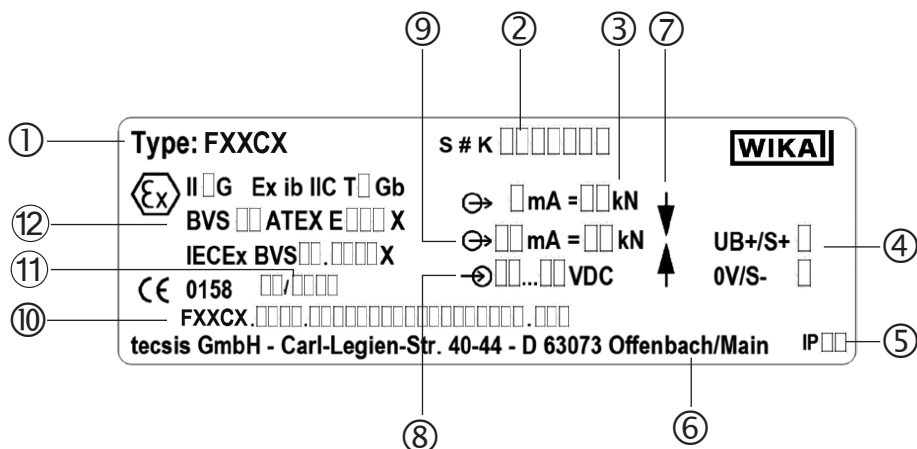 ⑨ ② ③ ⑦
① Type: FXXCX S # K □□□□□□□ WIKA
Ex II □ G Ex ib IIC T □ Gb □ mA = □□ kN
⑫ BVS □□ ATEX E □□□ X □□ mA = □□ kN UB+/S+ □ ④
IECEx BVS □□.□□□□ X □□...□□ VDC 0V/S- □
⑪
CE 0158 □□/□□□□
⑩ FXXCX.□□□□.□□□□□□□□□□□□□□□□□.□□□
tecsis GmbH - Carl-Legien-Str. 40-44 - D 63073 Offenbach/Main IP □□ ⑤
⑧ ⑥